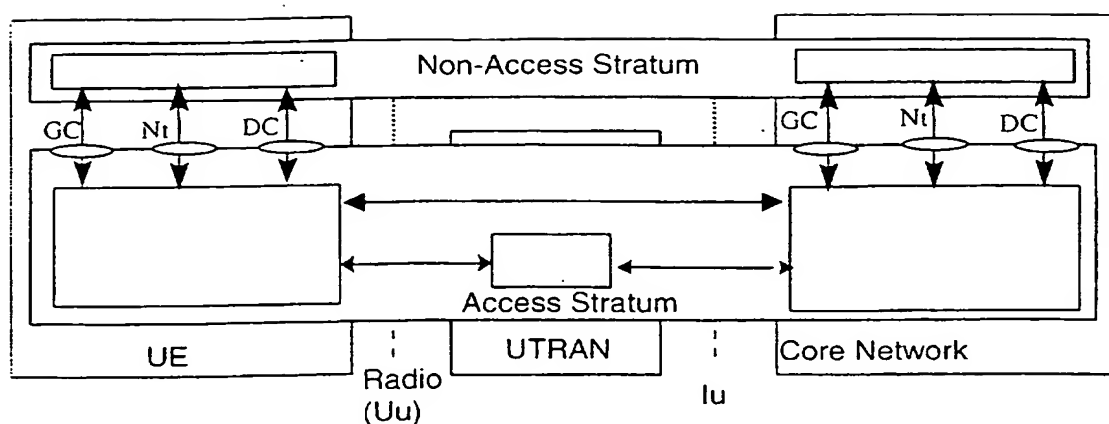 Non-Access Stratum
GC Nt DC
GC Nt DC
Access Stratum
UE
UTRAN
Core Network
Radio
(Uu)
Iu